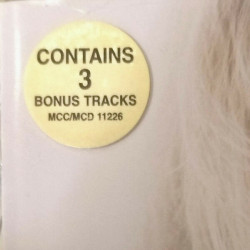 CONTAINS
3
BONUS TRACKS
MCC/MCD 11226